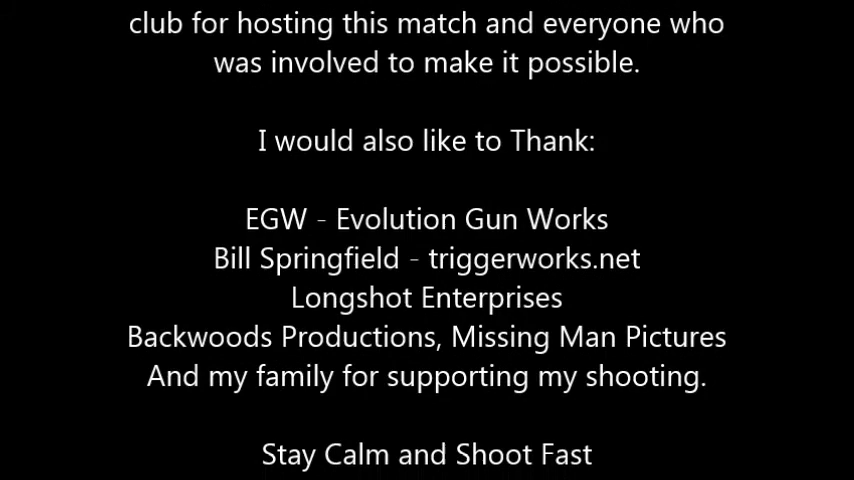 club for hosting this match and everyone who
was involved to make it possible.
I would also like to Thank:
EGW - Evolution Gun Works
Bill Springfield - triggerworks.net
Longshot Enterprises
Backwoods Productions, Missing Man Pictures
And my family for supporting my shooting.
Stay Calm and Shoot Fast